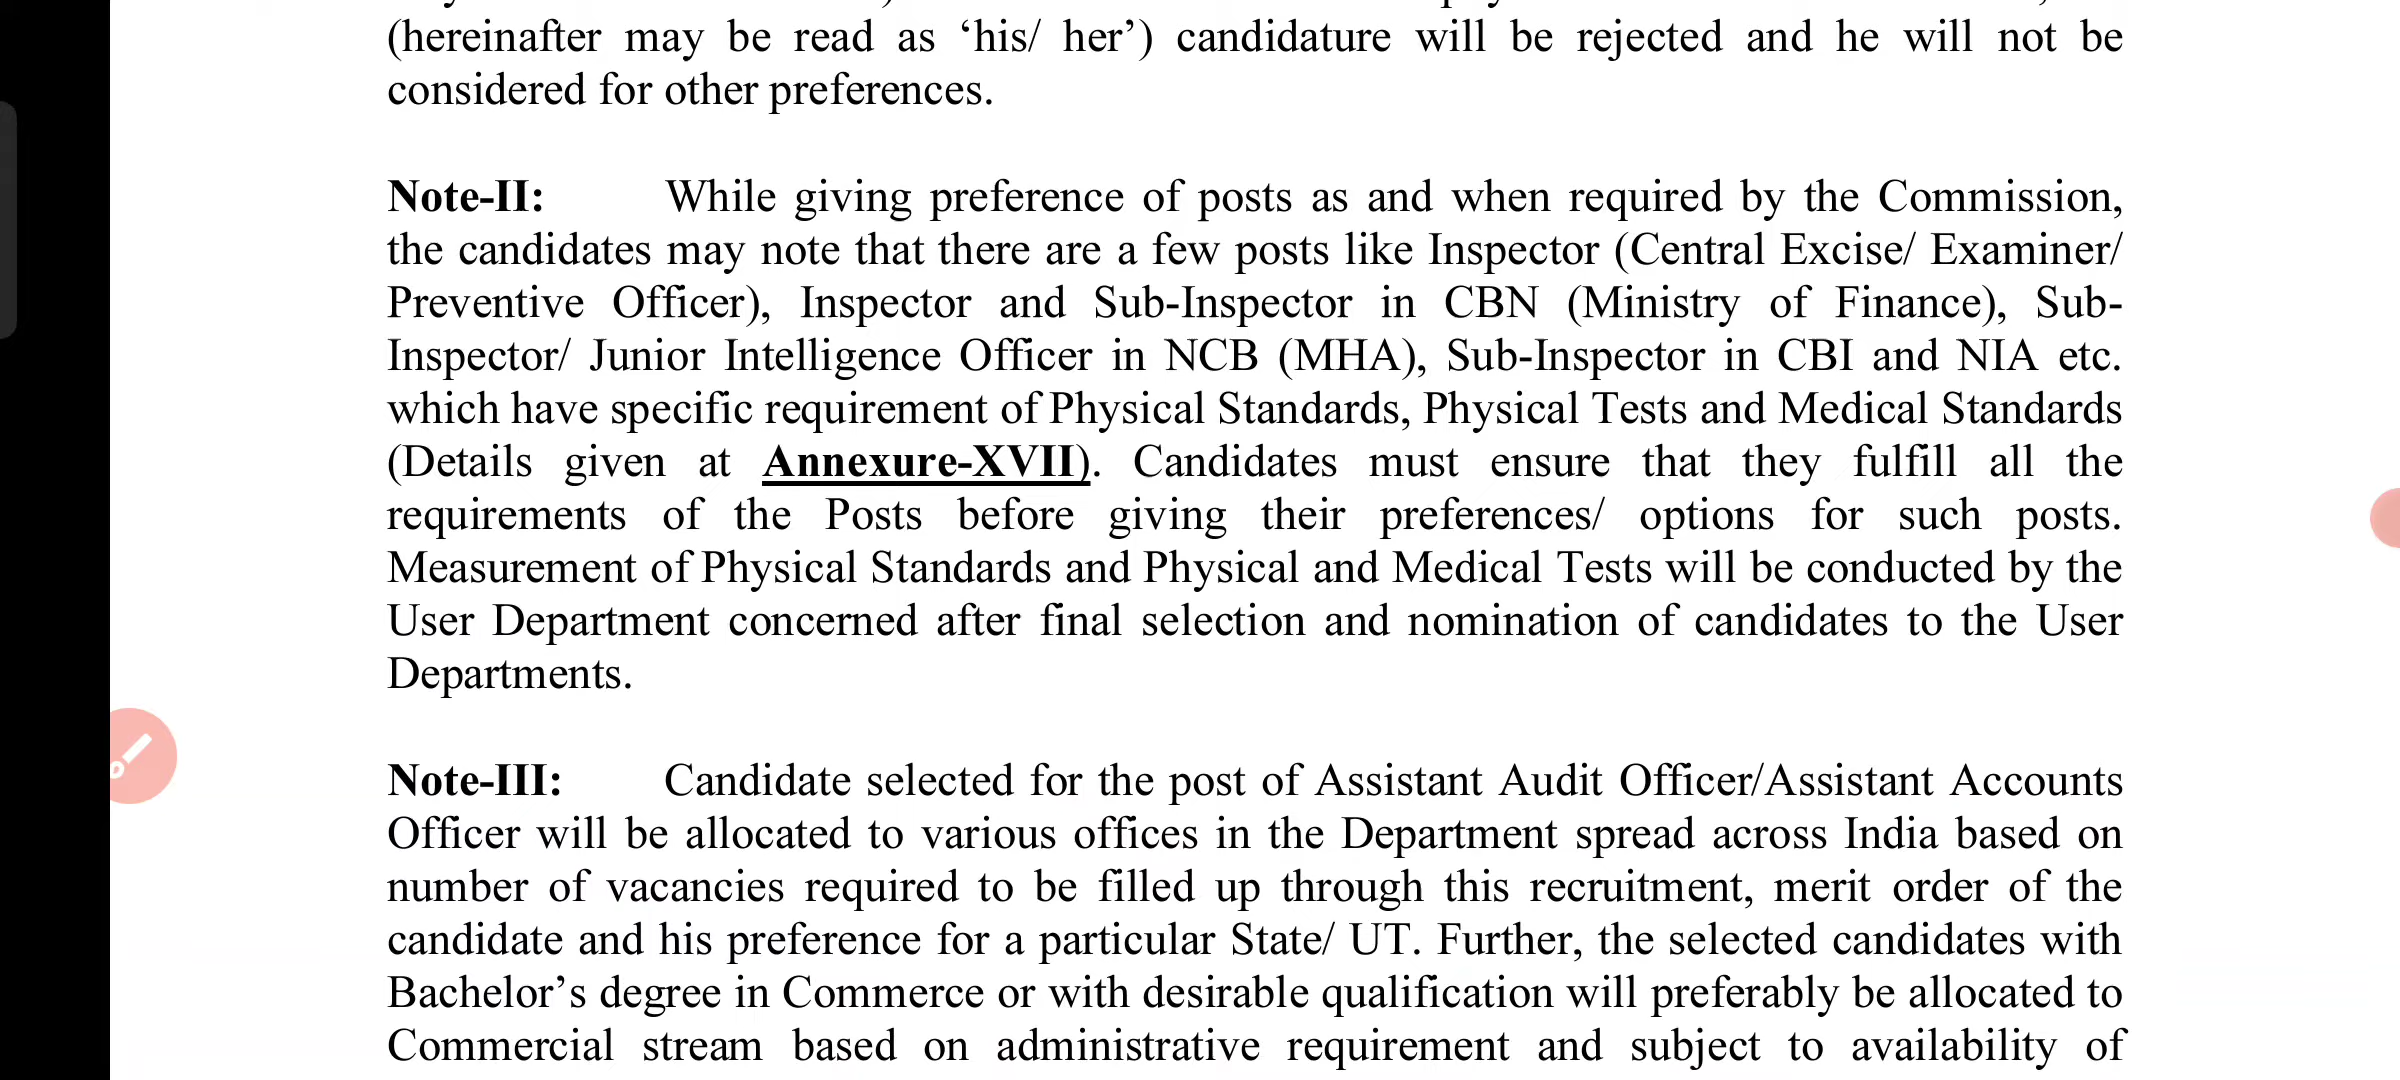 (hereinafter may be read as ‘his/ her’) candidature will be rejected and he will not be
considered for other preferences.
Note-II: While giving preference of posts as and when required by the Commission,
the candidates may note that there are a few posts like Inspector (Central Excise/ Examiner/
Preventive Officer), Inspector and Sub-Inspector in CBN (Ministry of Finance), Sub-
Inspector/ Junior Intelligence Officer in NCB (MHA), Sub-Inspector in CBI and NIA etc.
which have specific requirement of Physical Standards, Physical Tests and Medical Standards
(Details given at Annexure-XVII). Candidates must ensure that they fulfill all the
requirements of the Posts before giving their preferences/ options for such posts.
Measurement of Physical Standards and Physical and Medical Tests will be conducted by the
User Department concerned after final selection and nomination of candidates to the User
Departments.
Note-III: Candidate selected for the post of Assistant Audit Officer/Assistant Accounts
Officer will be allocated to various offices in the Department spread across India based on
number of vacancies required to be filled up through this recruitment, merit order of the
candidate and his preference for a particular State/ UT. Further, the selected candidates with
Bachelor’s degree in Commerce or with desirable qualification will preferably be allocated to
Commercial stream based on administrative requirement and subject to availability of